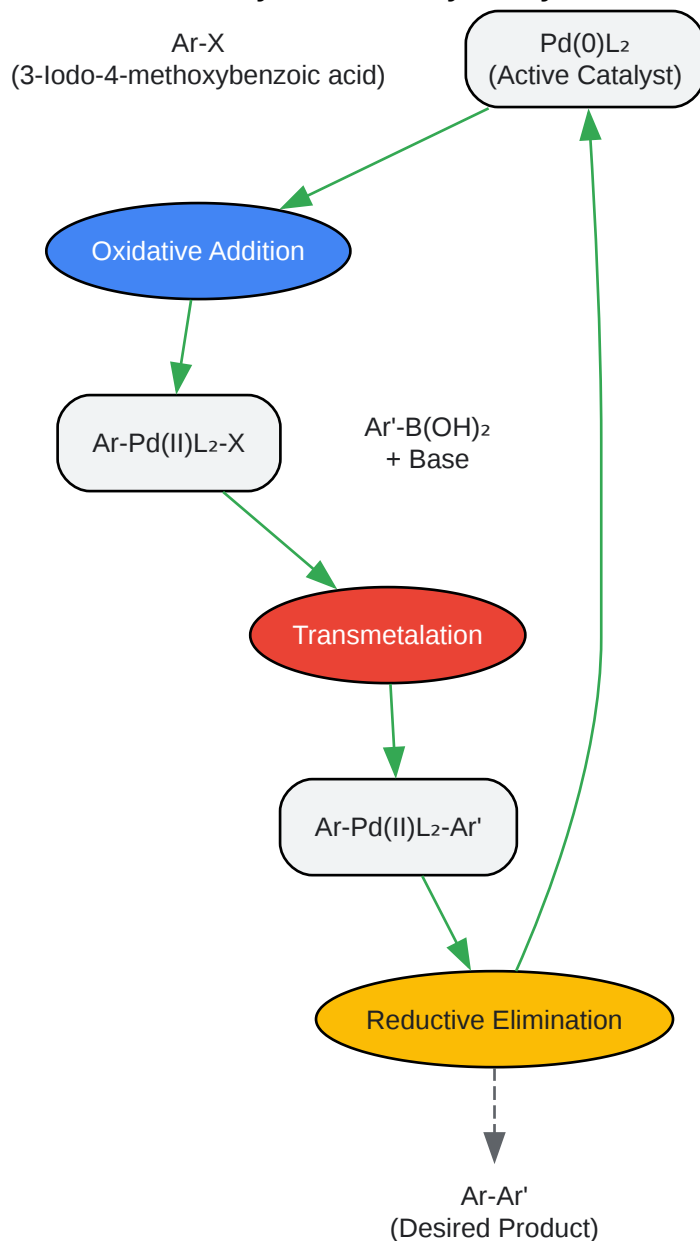 Ar-X
(3-Iodo-4-methoxybenzoic acid)
Pd(0)L₂
(Active Catalyst)
Oxidative Addition
Ar-Pd(II)L₂-X
Ar'-B(OH)₂
+ Base
Transmetalation
Ar-Pd(II)L₂-Ar'
Reductive Elimination
Ar-Ar'
(Desired Product)